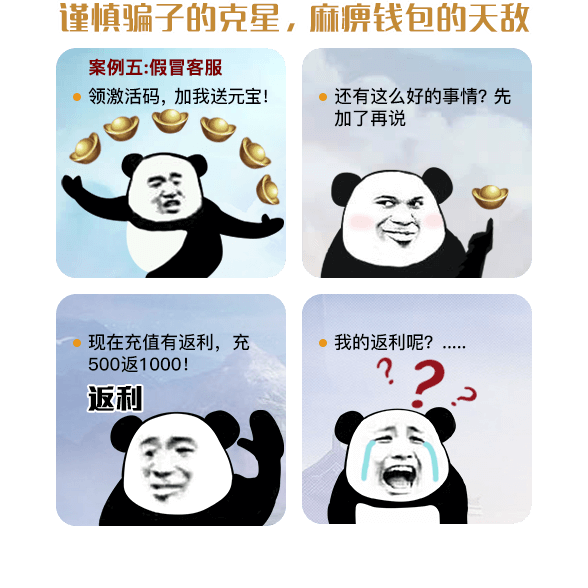 谨慎骗子的克星，麻痹钱包的天敌
案例五:假冒客服
领激活码，加我送元宝!
还有这么好的事情? 先
加了再说
现在充值有返利，充
500返1000!
返利
我的返利呢? .....
???